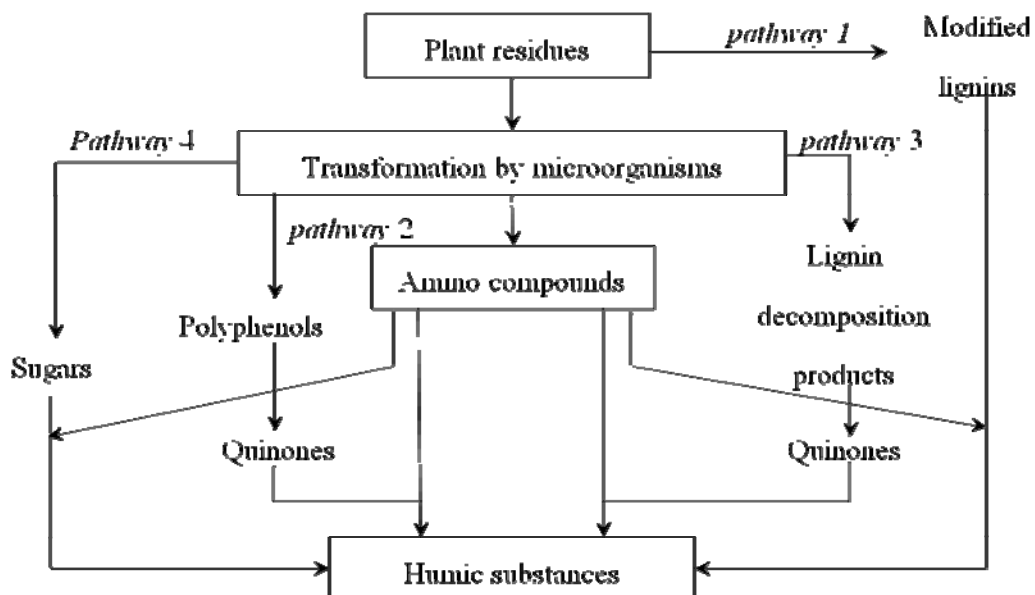 Plant residues
pathway 1
Modified
lignins
Pathway 4
Transformation by microorganisms
pathway 3
pathway 2
Amino compounds
Lignin
decomposition
products
Polyphenols
Sugars
Quinones
Quinones
Humic substances